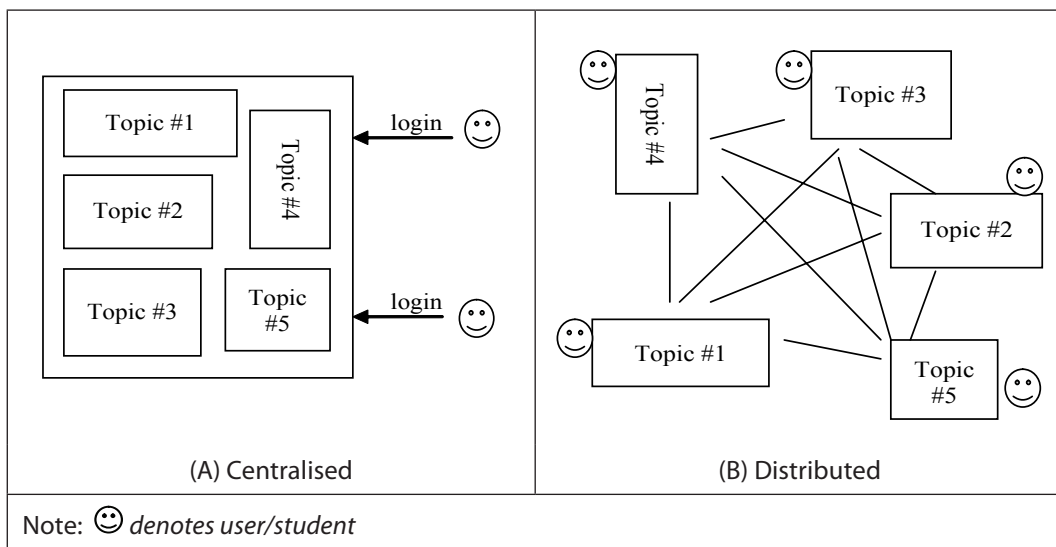 Topic #1
Topic #2
Topic #3
Topic #4
Topic
#5
login
login
(A) Centralised
Topic #4
Topic #3
Topic #2
Topic #1
Topic
#5
(B) Distributed
Note: denotes user/student